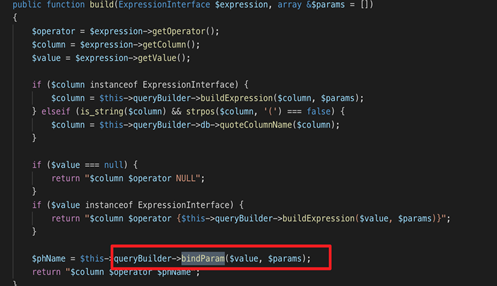 public function build(ExpressionInterface $expression, array &$params = [])
{
$operator = $expression->getOperator();
$column = $expression->getColumn();
$value = $expression->getValue();
if ($column instanceof ExpressionInterface) {
$column = $this->queryBuilder->buildExpression($column, $params);
} elseif (is_string($column) && strpos($column, '(') === false) {
$column = $this->queryBuilder->db->quoteColumnName($column);
}
if ($value === null) {
return "$column $operator NULL";
}
if ($value instanceof ExpressionInterface) {
return "$column $operator {$this->queryBuilder->buildExpression($value, $params)}";
}
$phName = $this->queryBuilder->bindParam($value, $params);
return "$column $operator $phName";
}